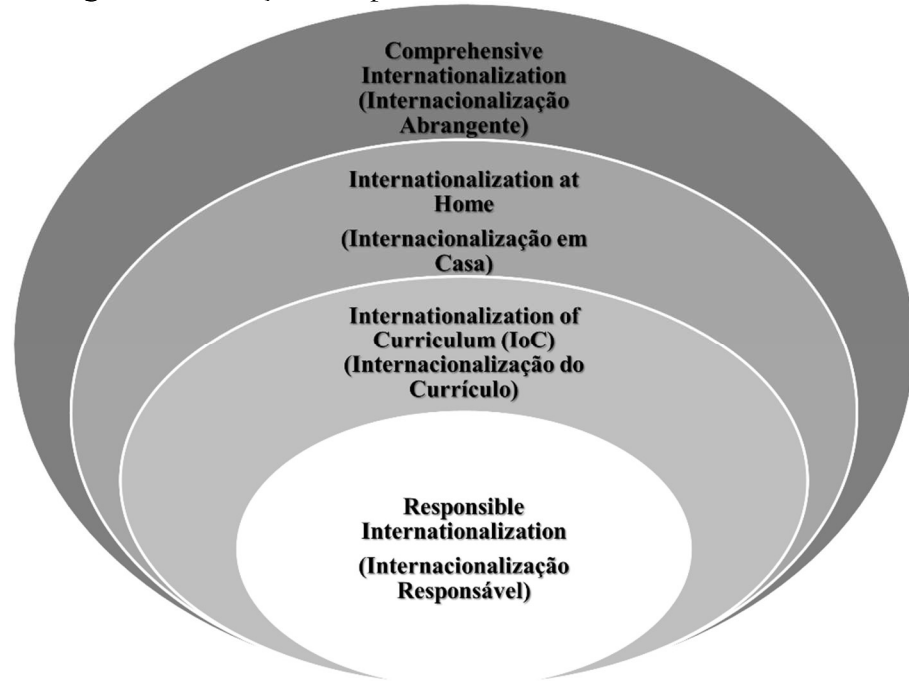 Comprehensive
Internationalization
(Internacionalização
Abrangente)
Internationalization at
Home
(Internacionalização em
Casa)
Internationalization of
Curriculum (IoC)
(Internacionalização do
Currículo)
Responsible
Internationalization
(Internacionalização
Responsável)